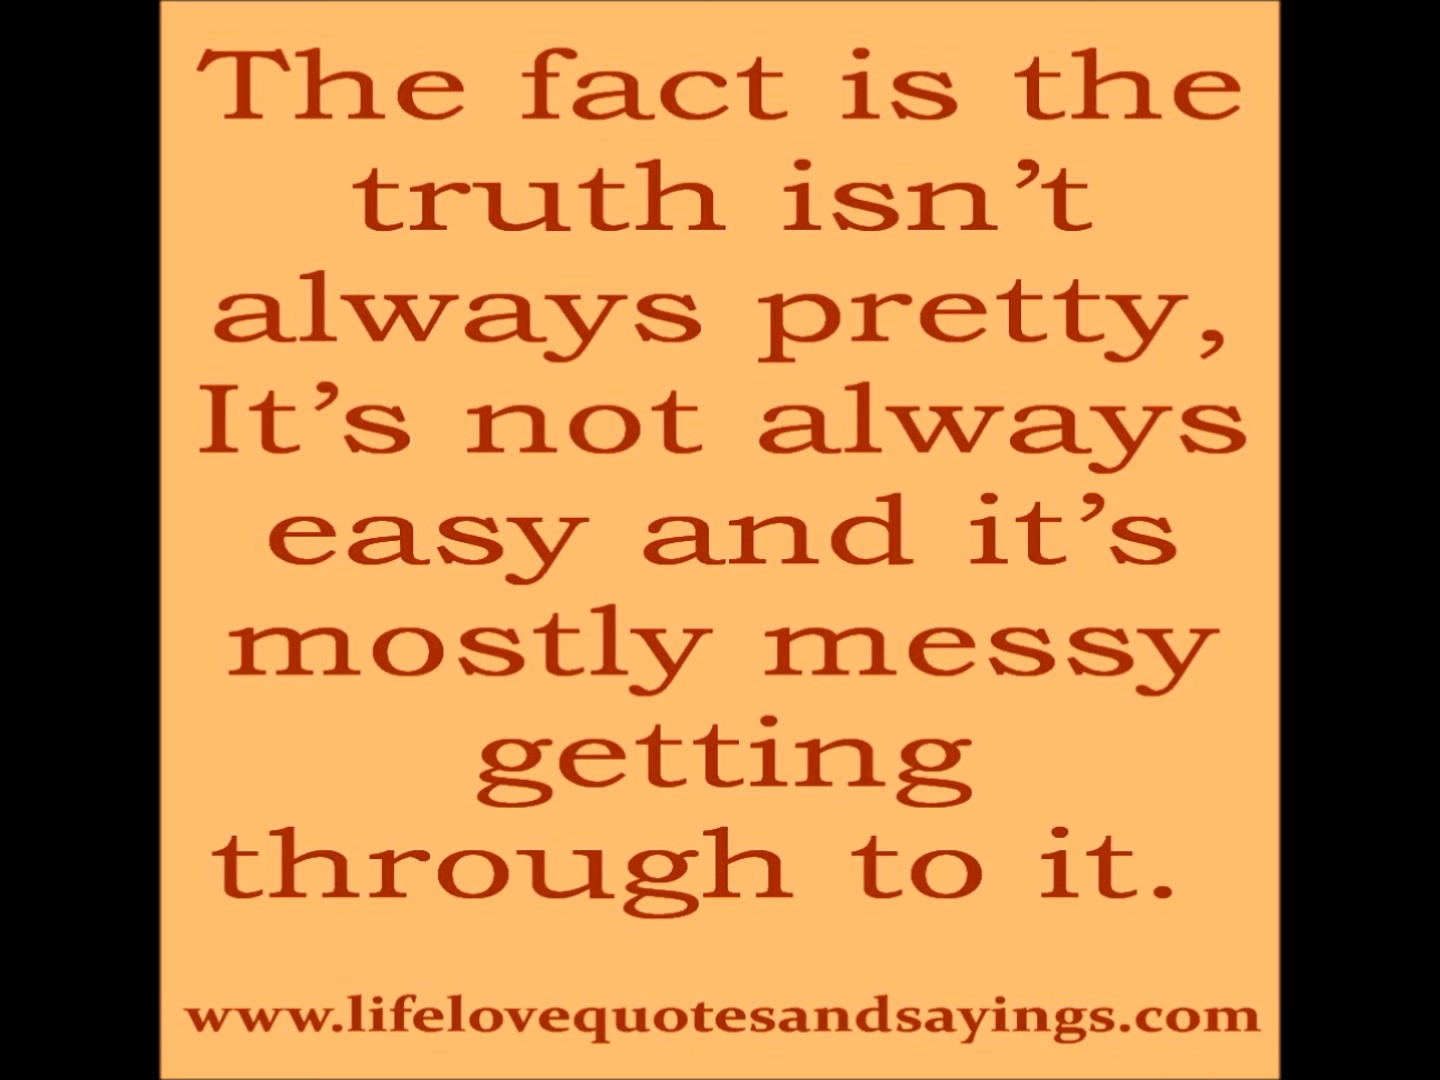 The fact is the
truth isn’t
always pretty,
It’s not always
easy and it’s
mostly messy
getting
through to it.
www.lifelovequotesandsayings.com